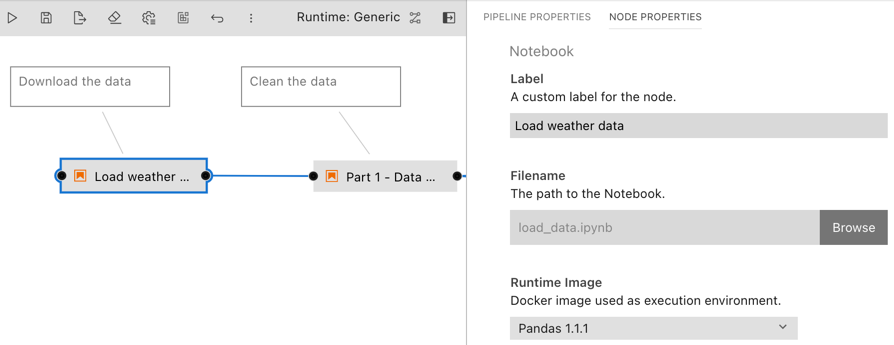 Runtime: Generic
Download the data
Clean the data
Load weather ...
Part 1 - Data ...
PIPELINE PROPERTIES
NODE PROPERTIES
Notebook
Label
A custom label for the node.
Load weather data
Filename
The path to the Notebook.
load_data.ipynb
Browse
Runtime Image
Docker image used as execution environment.
Pandas 1.1.1